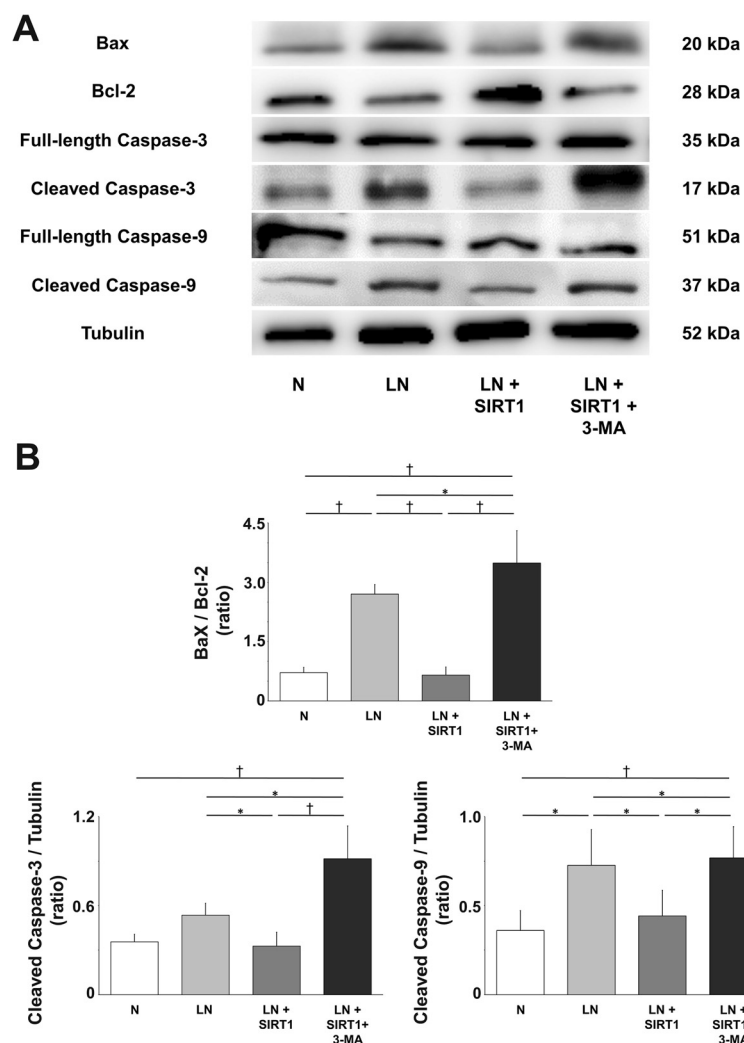 A
Bax 20 kDa
Bcl-2 28 kDa
Full-length Caspase-3 35 kDa
Cleaved Caspase-3 17 kDa
Full-length Caspase-9 51 kDa
Cleaved Caspase-9 37 kDa
Tubulin 52 kDa
N LN LN + LN +
SIRT1 SIRT1 +
3-MA
B
†
*
† † †
BaX / Bcl-2
(ratio)
4.5
3.0
1.5
0
N LN LN + LN +
SIRT1 SIRT1+
3-MA
†
*
* †
Cleaved Caspase-3 / Tubulin
(ratio)
1.2
0.6
0
N LN LN + LN +
SIRT1 SIRT1+
3-MA
†
*
* * *
Cleaved Caspase-9 / Tubulin
(ratio)
1.0
0.5
0
N LN LN + LN +
SIRT1 SIRT1
3-MA